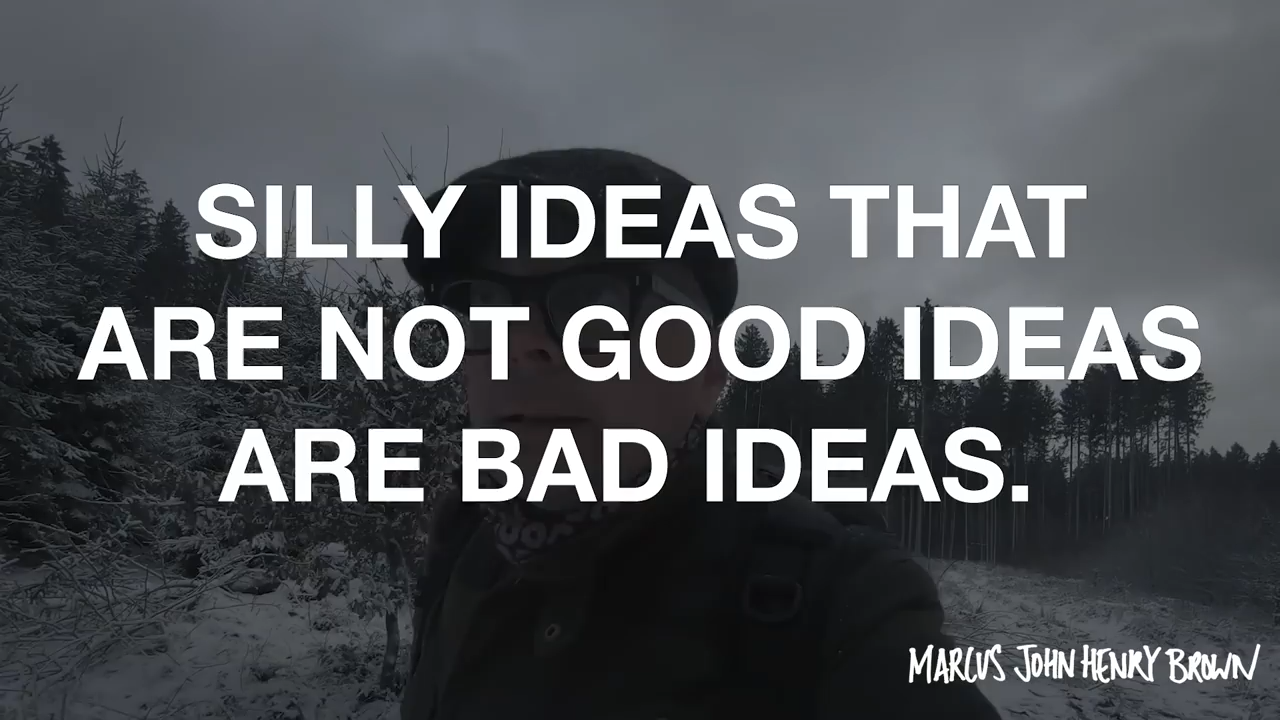 SILLY IDEAS THAT
ARE NOT GOOD IDEAS
ARE BAD IDEAS.
MARCUS JOHN HENRY BROWN